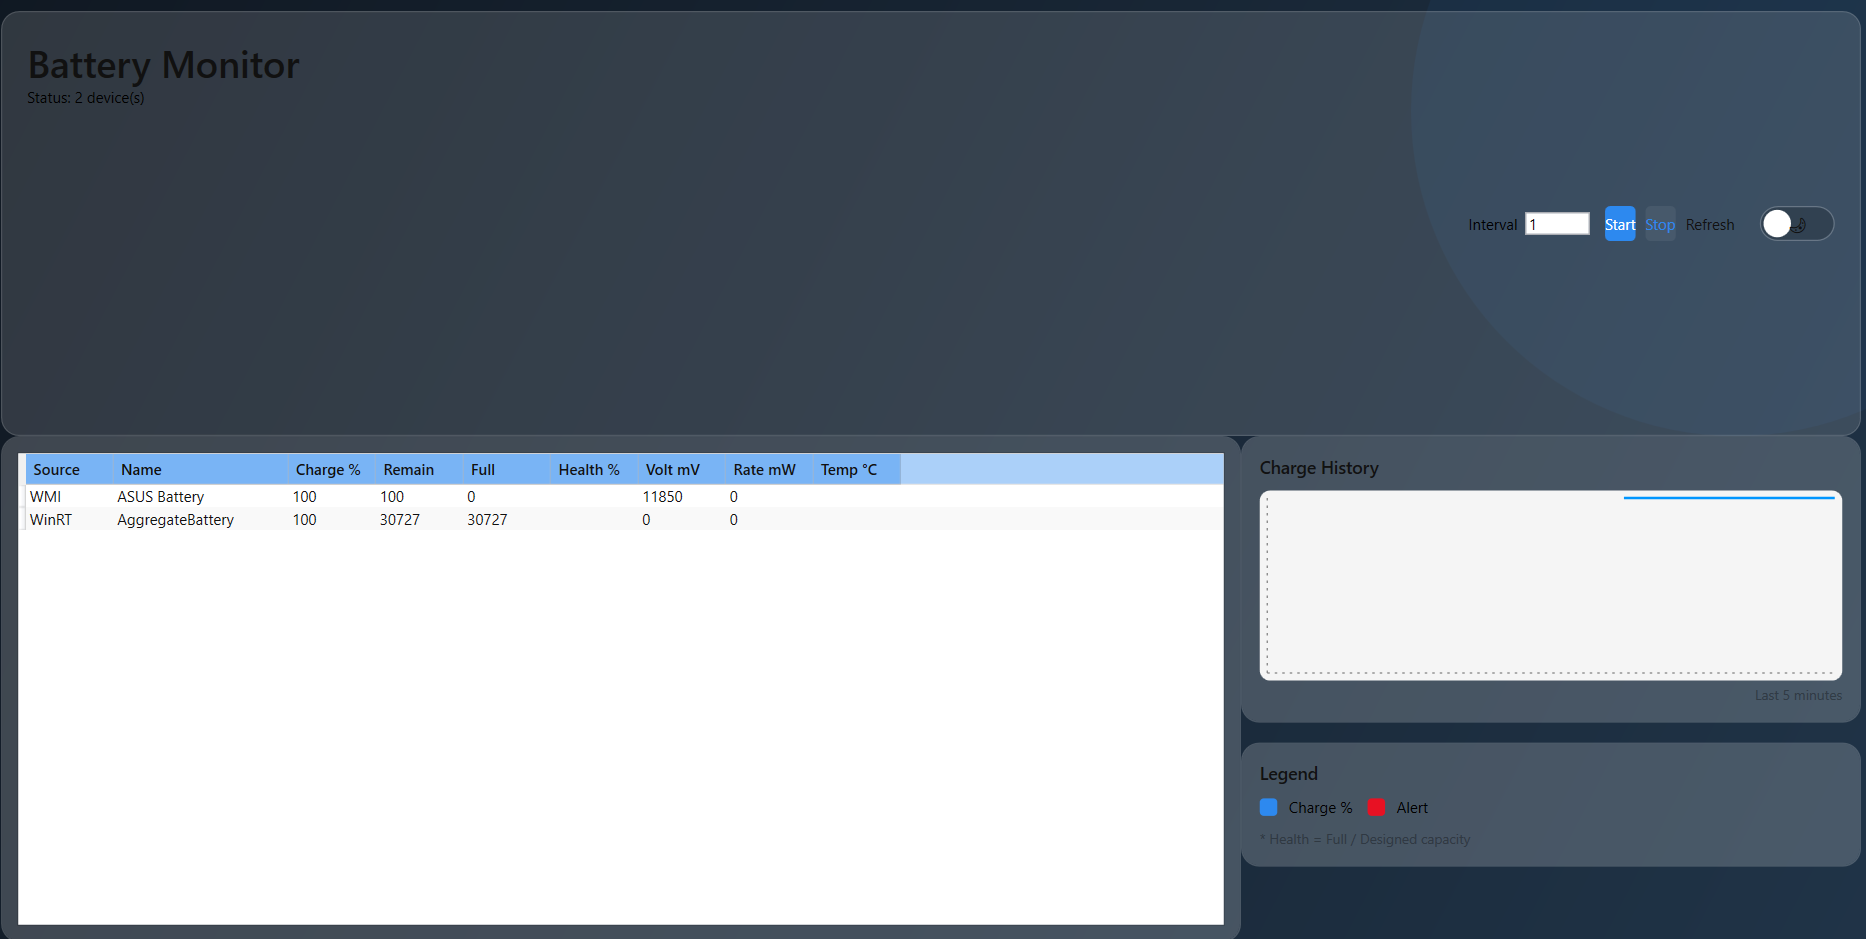 Battery Monitor
Status: 2 device(s)
Interval 1 Start Stop Refresh
Source Name Charge % Remain Full Health % Volt mV Rate mW Temp °C
WMI ASUS Battery 100 100 0 11850 0
WinRT AggregateBattery 100 30727 30727 0 0
Charge History
Last 5 minutes
Legend
Charge % Alert
* Health = Full / Designed capacity